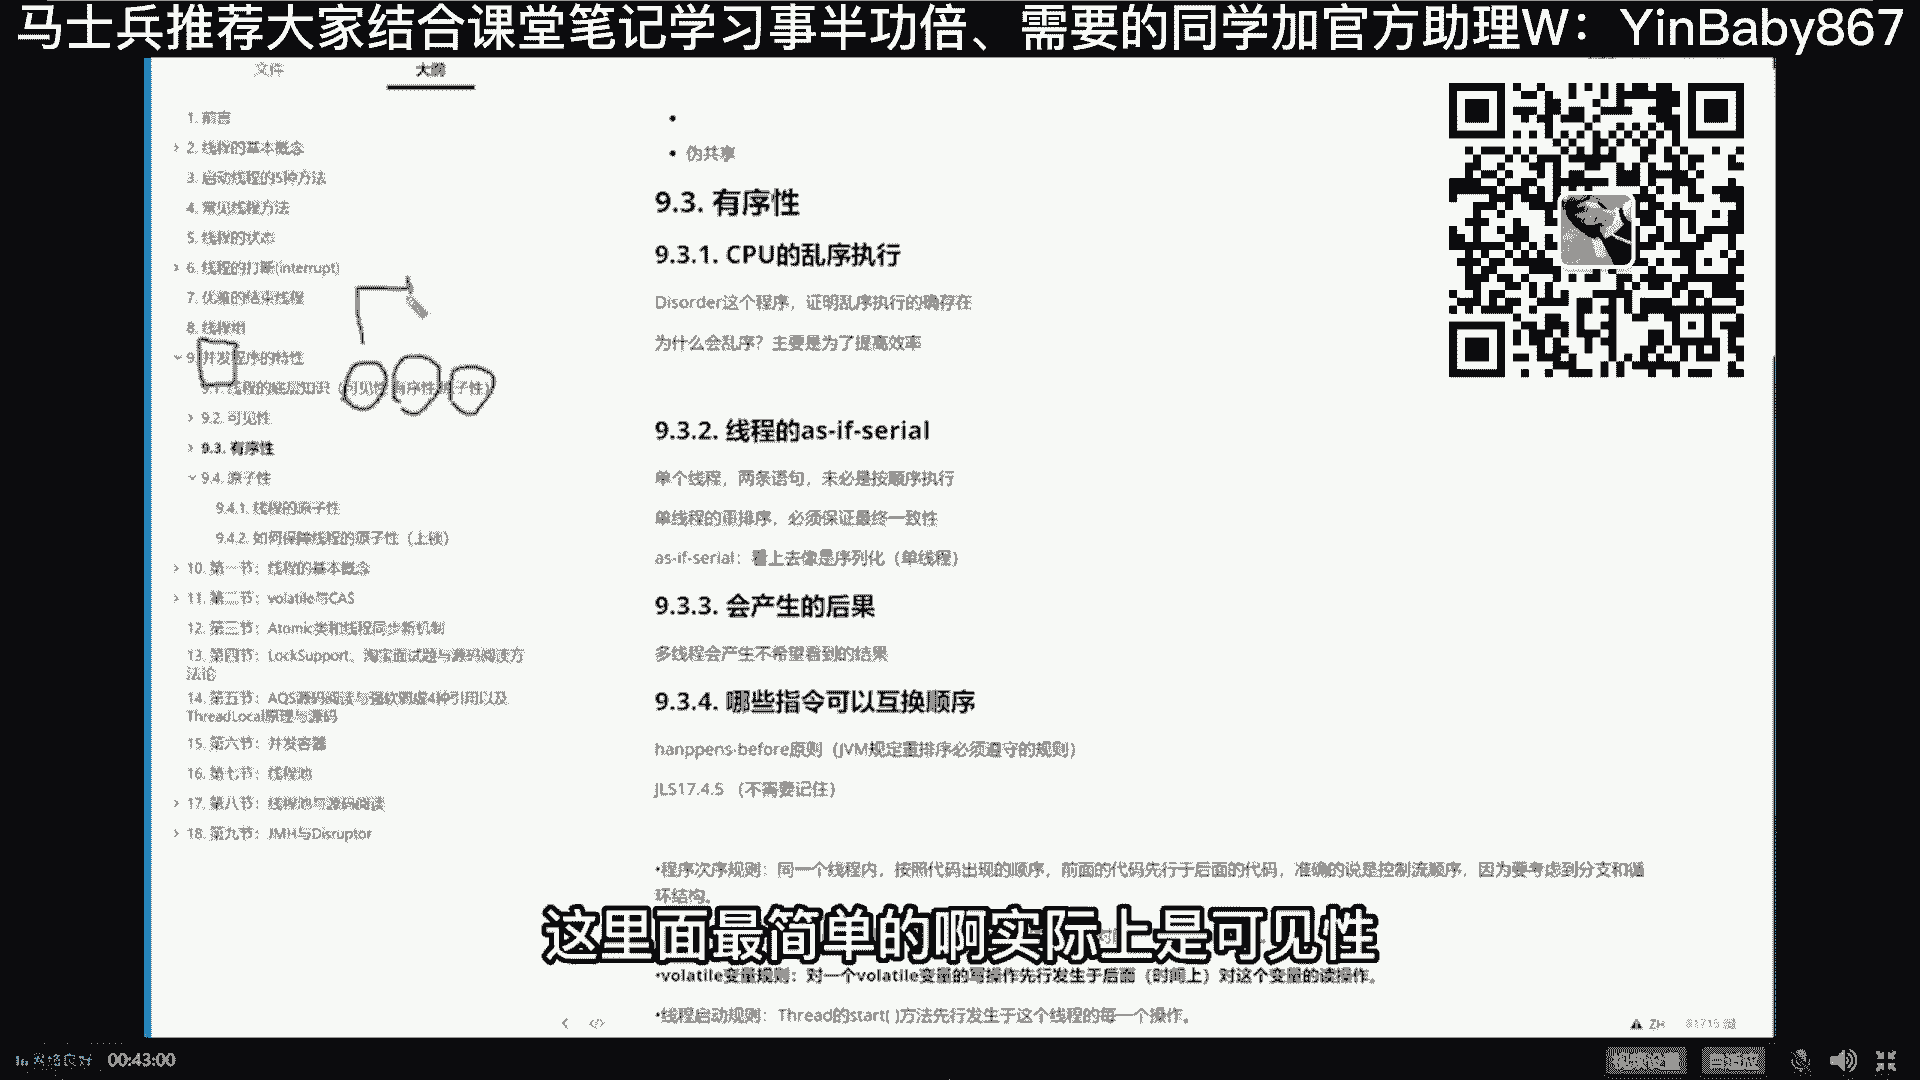 马士兵推荐大家结合课堂笔记学习事半功倍、需要的同学加官方助理W：YinBaby867
文件
大纲
1. 前言
2. 线程的基本概念
3. 启动线程的5种方法
4. 常见线程方法
5. 线程的状态
6. 线程的打断(interrupt)
7. 优雅的结束线程
8. 线程组
9. 并发程序的特性
9.1. 线程的底层知识（可见性 有序性 原子性）
9.2. 可见性
9.3. 有序性
9.4. 原子性
9.4.1. 线程的原子性
9.4.2. 如何保障线程的原子性（上锁）
10. 第一节：线程的基本概念
11. 第二节：volatile与CAS
12. 第三节：Atomic类和线程同步新机制
13. 第四节：LockSupport、淘宝面试题与源码阅读方
法论
14. 第五节：AQS源码阅读与强软弱虚4种引用以及
ThreadLocal原理与源码
15. 第六节：并发容器
16. 第七节：线程池
17. 第八节：线程池与源码阅读
18. 第九节：JMH与Disruptor
• 伪共享
9.3. 有序性
9.3.1. CPU的乱序执行
Disorder这个程序，证明乱序执行的确存在
为什么会乱序？主要是为了提高效率
9.3.2. 线程的as-if-serial
单个线程，两条语句，未必是按顺序执行
单线程的重排序，必须保证最终一致性
as-if-serial：看上去像是序列化（单线程）
9.3.3. 会产生的后果
多线程会产生不希望看到的结果
9.3.4. 哪些指令可以互换顺序
hanppens-before原则（JVM规定重排序必须遵守的规则）
JLS17.4.5 （不需要记住）
•程序次序规则：同一个线程内，按照代码出现的顺序，前面的代码先行于后面的代码，准确的说是控制流顺序，因为要考虑到分支和循
环结构。
这里面最简单的啊实际上是可见性
•volatile变量规则：对一个volatile变量的写操作先行发生于后面（时间上）对这个变量的读操作。
•线程启动规则：Thread的start( )方法先行发生于这个线程的每一个操作。
ZH
网络良好 00:43:00
视频设置
自适应